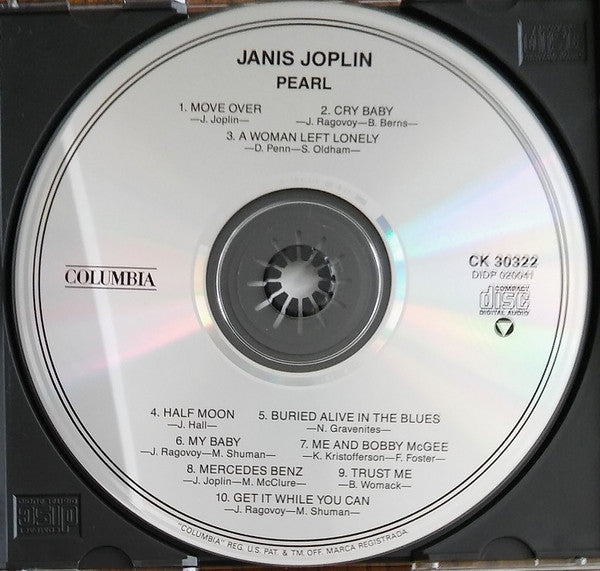 JANIS JOPLIN
PEARL
1. MOVE OVER
—J. Joplin—
2. CRY BABY
—J. Ragovoy—B. Berns—
3. A WOMAN LEFT LONELY
—D. Penn—S. Oldham—
COLUMBIA
CK 30322
DIDP 020041
COMPACT
disc
DIGITAL AUDIO
4. HALF MOON
—J. Hall—
5. BURIED ALIVE IN THE BLUES
—N. Gravenites—
6. MY BABY
—J. Ragovoy—M. Shuman—
7. ME AND BOBBY McGEE
—K. Kristofferson—F. Foster—
8. MERCEDES BENZ
—J. Joplin—M. McClure—
9. TRUST ME
—B. Womack—
10. GET IT WHILE YOU CAN
—J. Ragovoy—M. Shuman—
"COLUMBIA" REG. U.S. PAT. & TM. OFF. MARCA REGISTRADA.
disc